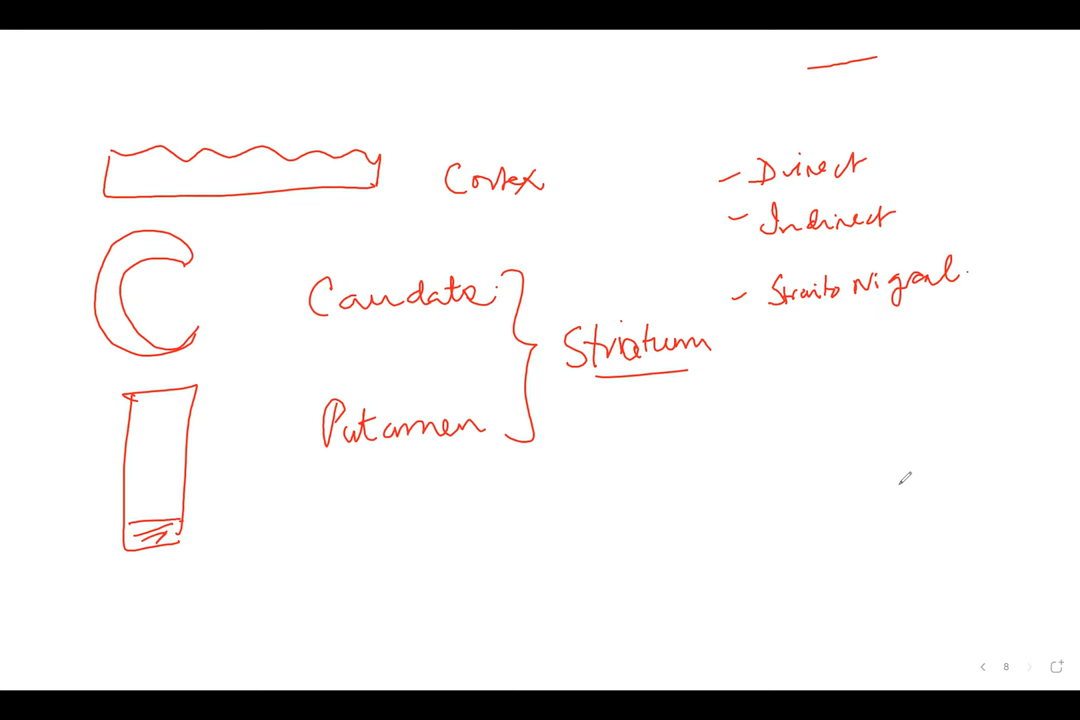 Cortex
Caudate
Putamen
Striatum
- Direct
- Indirect
- Straito Nigral.
8